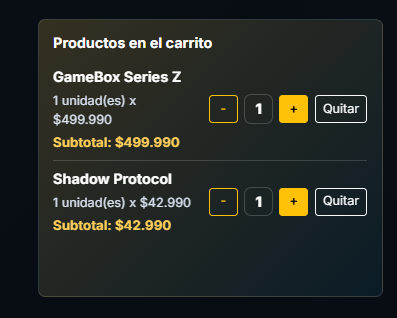 Productos en el carrito
GameBox Series Z
1 unidad(es) x
$499.990
- 1 + Quitar
Subtotal: $499.990
Shadow Protocol
1 unidad(es) x $42.990
- 1 + Quitar
Subtotal: $42.990